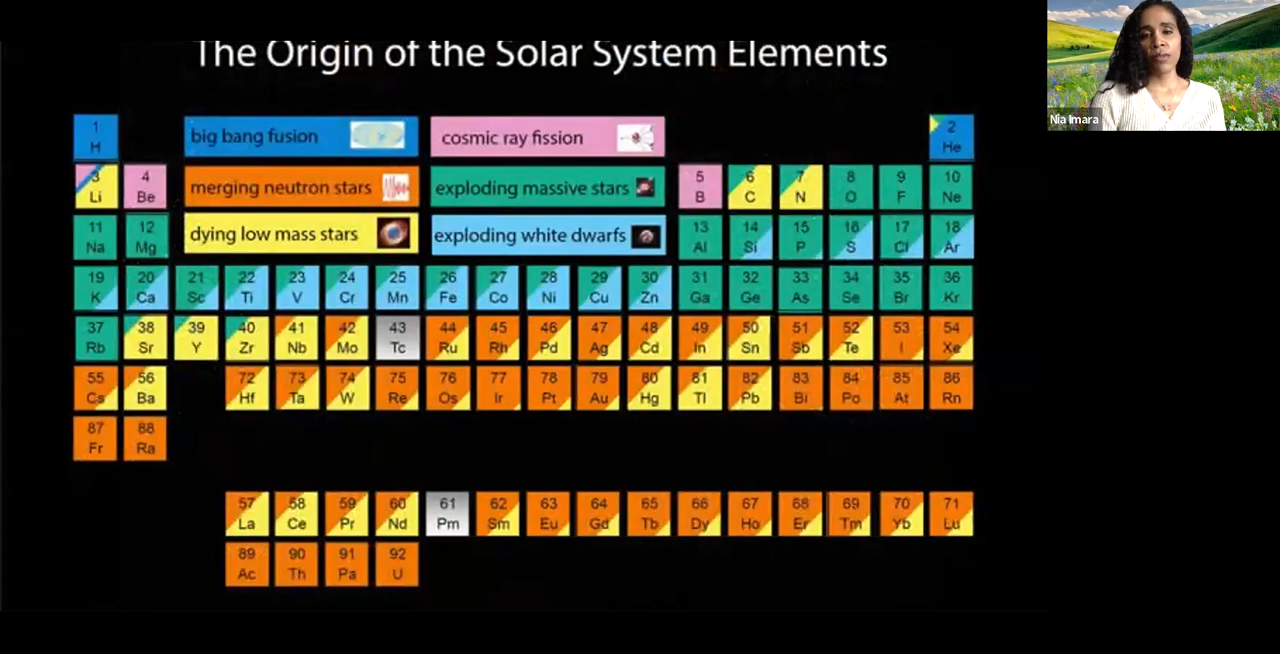 The Origin of the Solar System Elements
Nia Imara
1 2
H big bang fusion cosmic ray fission He
3 4 5 6 7 8 9 10
Li Be merging neutron stars exploding massive stars B C N O F Ne
11 12 13 14 15 16 17 18
Na Mg dying low mass stars exploding white dwarfs Al Si P S Cl Ar
19 20 21 22 23 24 25 26 27 28 29 30 31 32 33 34 35 36
K Ca Sc Ti V Cr Mn Fe Co Ni Cu Zn Ga Ge As Se Br Kr
37 38 39 40 41 42 43 44 45 46 47 48 49 50 51 52 53 54
Rb Sr Y Zr Nb Mo Tc Ru Rh Pd Ag Cd In Sn Sb Te I Xe
55 56 72 73 74 75 76 77 78 79 80 81 82 83 84 85 86
Cs Ba Hf Ta W Re Os Ir Pt Au Hg Tl Pb Bi Po At Rn
87 88
Fr Ra
57 58 59 60 61 62 63 64 65 66 67 68 69 70 71
La Ce Pr Nd Pm Sm Eu Gd Tb Dy Ho Er Tm Yb Lu
89 90 91 92
Ac Th Pa U